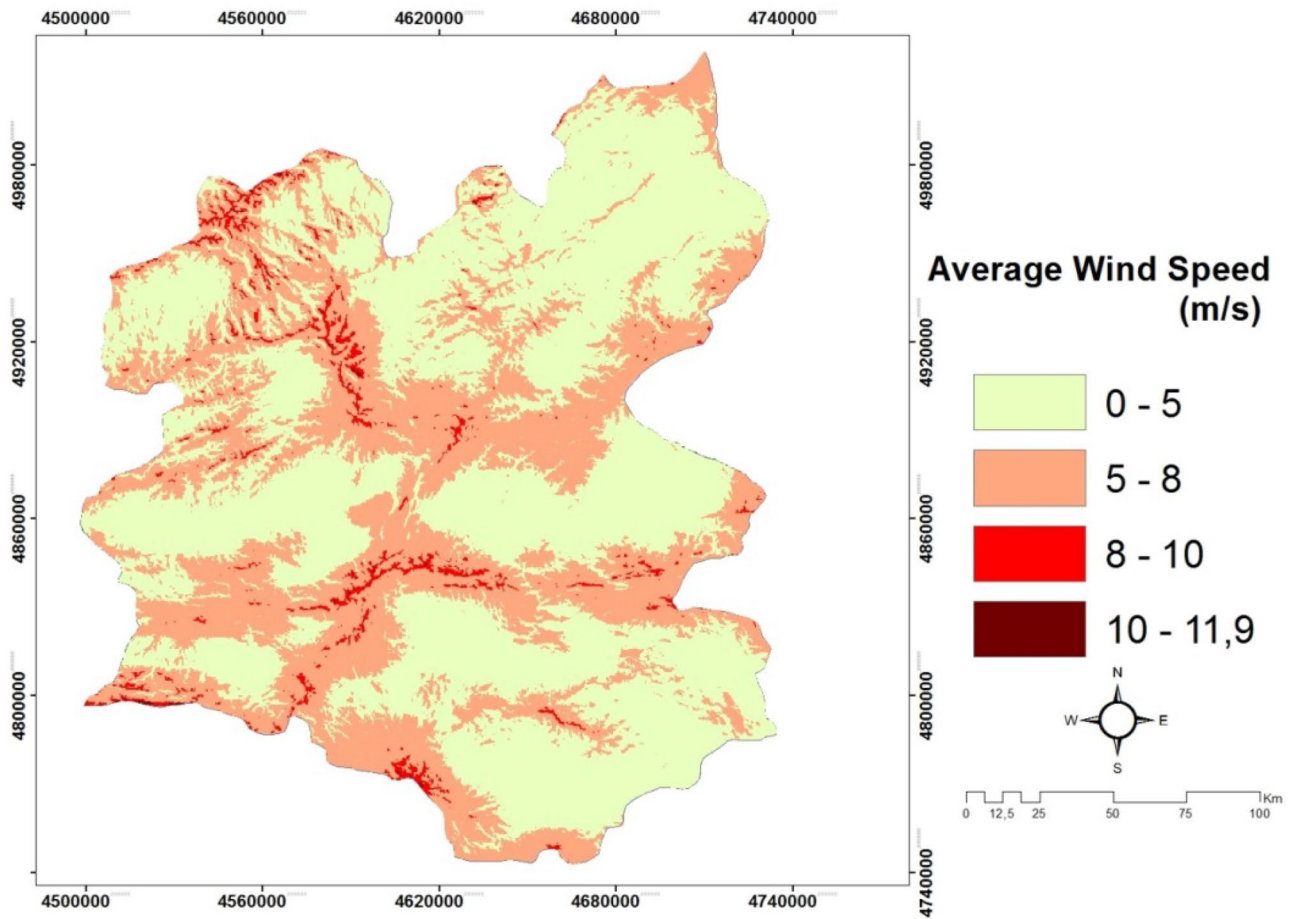 4500000 4560000 4620000 4680000 4740000
4980000 4980000
4920000 4920000
4860000 4860000
4800000 4800000
4740000
4500000 4560000 4620000 4680000 4740000
Average Wind Speed
(m/s)
0 - 5
5 - 8
8 - 10
10 - 11,9
N
W E
S
Km
0 12,5 25 50 75 100